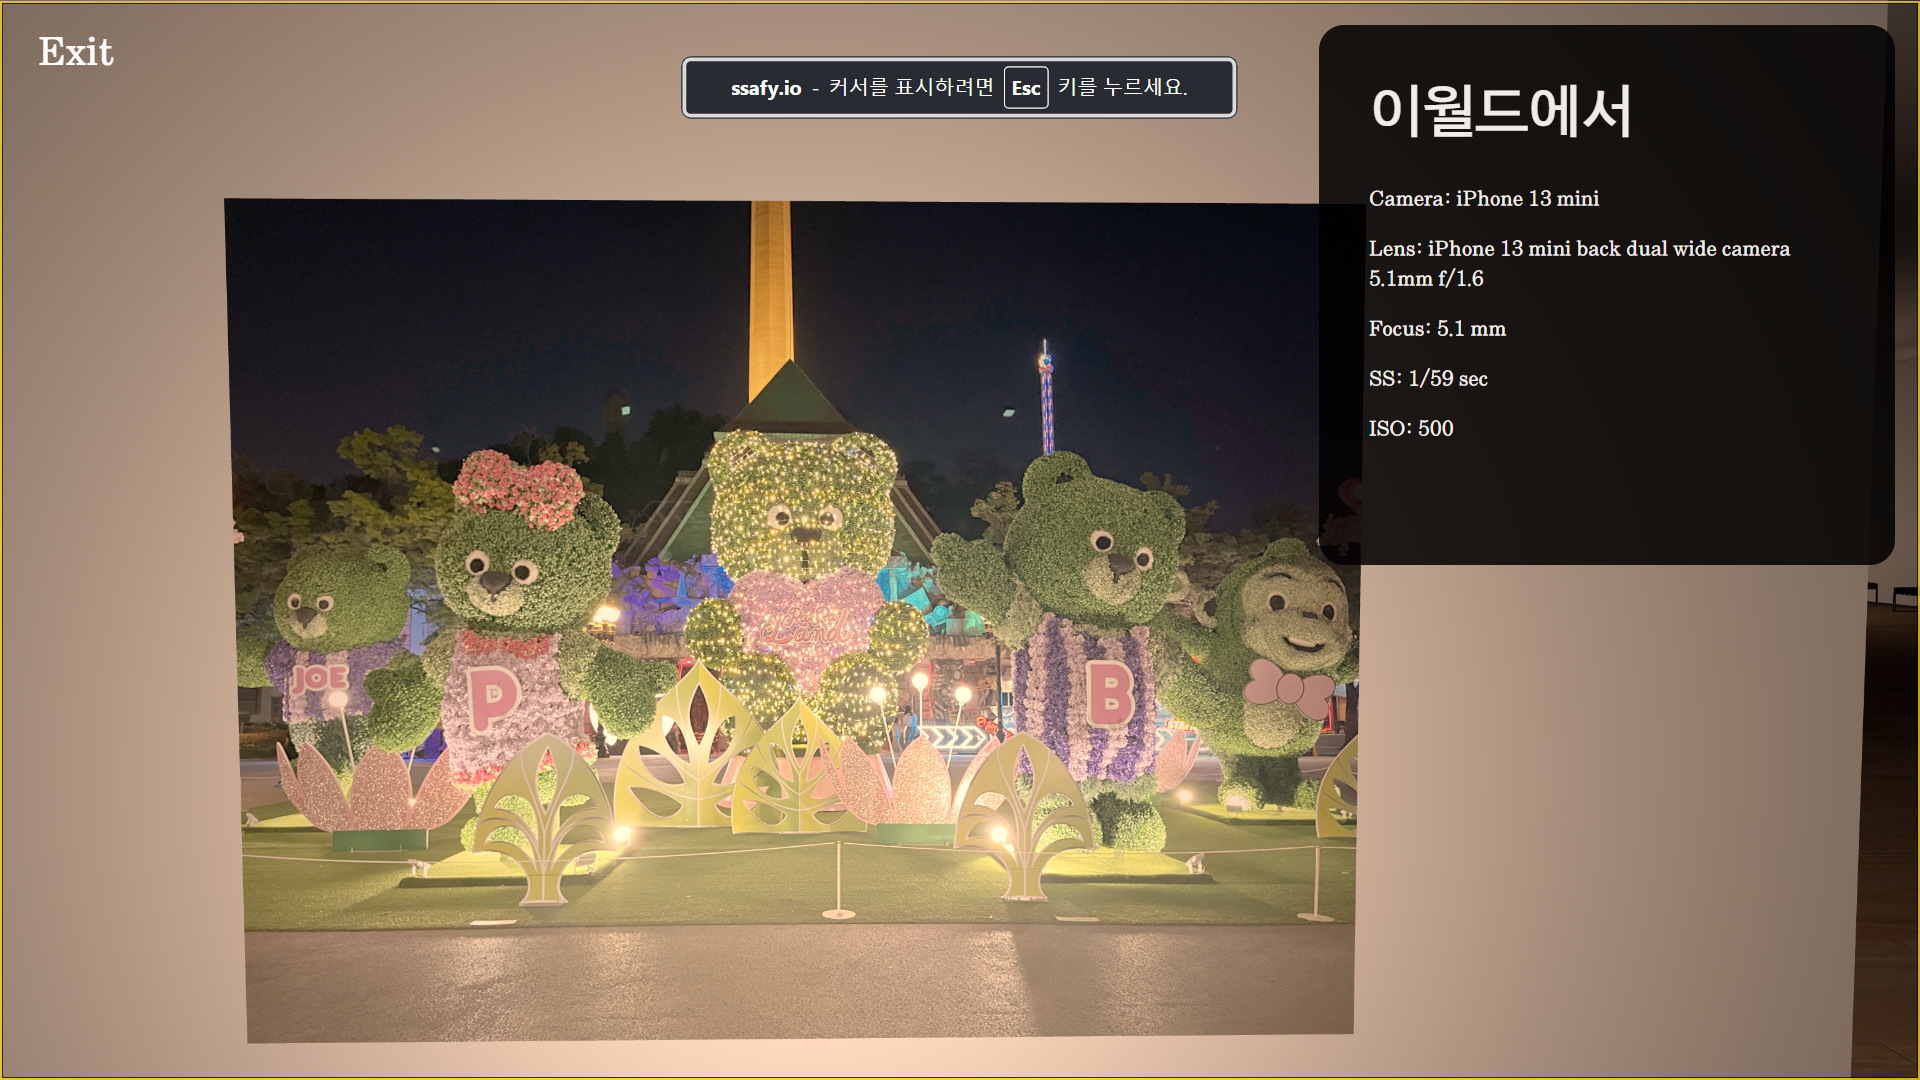 Exit
ssafy.io - 커서를 표시하려면 Esc 키를 누르세요.
이월드에서
Camera: iPhone 13 mini
Lens: iPhone 13 mini back dual wide camera
5.1mm f/1.6
Focus: 5.1 mm
SS: 1/59 sec
ISO: 500
Land
JOE
P
B